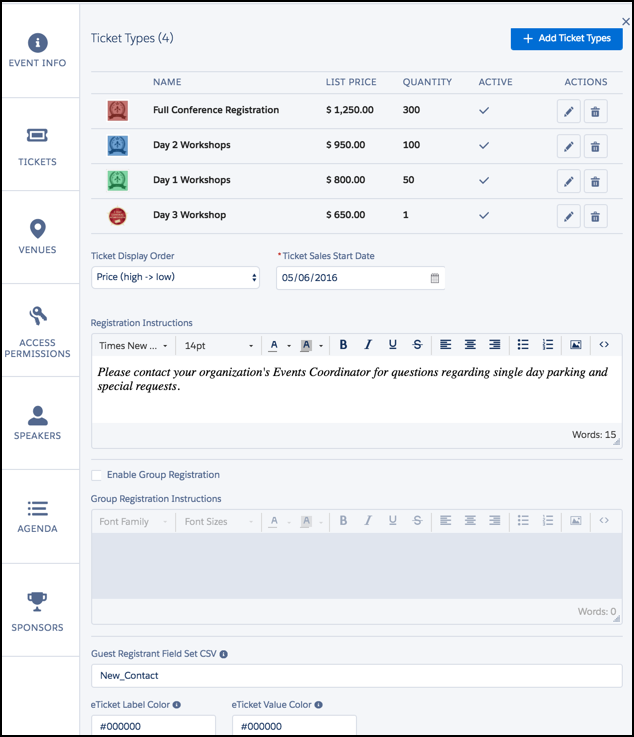 Ticket Types (4)
+ Add Ticket Types
EVENT INFO
TICKETS
VENUES
ACCESS
PERMISSIONS
SPEAKERS
AGENDA
SPONSORS
NAME LIST PRICE QUANTITY ACTIVE ACTIONS
Full Conference Registration $ 1,250.00 300
Day 2 Workshops $ 950.00 100
Day 1 Workshops $ 800.00 50
Day 3 Workshop $ 650.00 1
Ticket Display Order *Ticket Sales Start Date
Price (high -> low) 05/06/2016
Registration Instructions
Times New ... 14pt A A B I U S
Please contact your organization's Events Coordinator for questions regarding single day parking and
special requests.
Words: 15
Enable Group Registration
Group Registration Instructions
Font Family Font Sizes A A B I U S
Words: 0
Guest Registrant Field Set CSV
New_Contact
eTicket Label Color eTicket Value Color
#000000 #000000